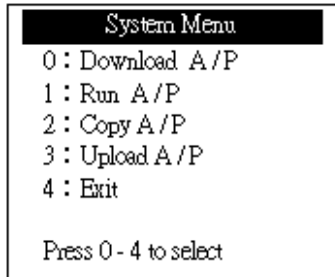 System Menu
0：Download A/P
1：Run A/P
2：Copy A/P
3：Upload A/P
4：Exit
Press 0 - 4 to select